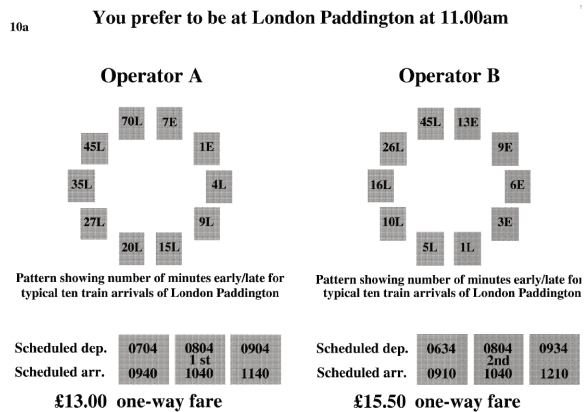 10a
You prefer to be at London Paddington at 11.00am
Operator A
70L 7E
45L 1E
35L 4L
27L 9L
20L 15L
Pattern showing number of minutes early/late for
typical ten train arrivals of London Paddington
Scheduled dep. 0704 0804 0904
1 st
Scheduled arr. 0940 1040 1140
£13.00 one-way fare
Operator B
45L 13E
26L 9E
16L 6E
10L 3E
5L 1L
Pattern showing number of minutes early/late for
typical ten train arrivals of London Paddington
Scheduled dep. 0634 0804 0934
2nd
Scheduled arr. 0910 1040 1210
£15.50 one-way fare